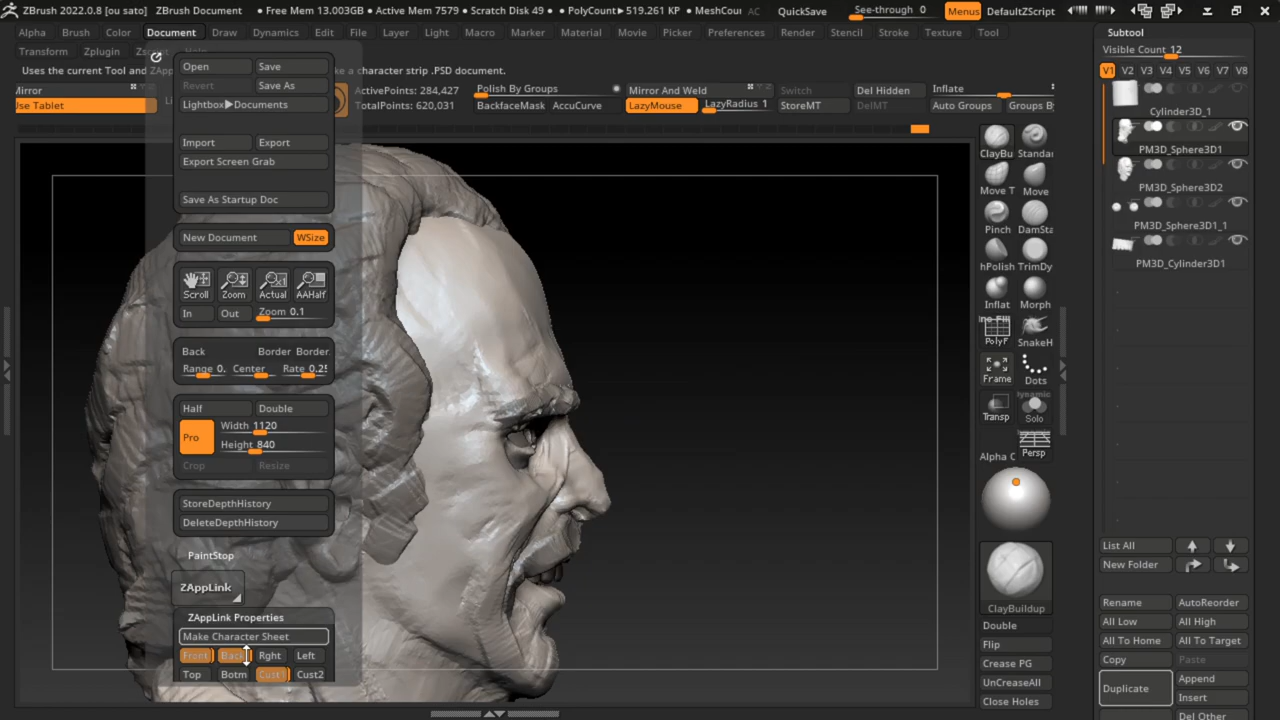 ZBrush 2022.0.8 [ou sato] ZBrush Document • Free Mem 13.003GB • Active Mem 7579 • Scratch Disk 49 • • PolyCount▸519.261 KP • MeshCou AC QuickSave See-through 0 Menus DefaultZScript
Alpha Brush Color Document Draw Dynamics Edit File Layer Light Macro Marker Material Movie Picker Preferences Render Stencil Stroke Texture Tool
Transform Zplugin Zscript Help
Uses the current Tool and ZApp ke a character strip .PSD document.
Mirror
Use Tablet
Open Save
Revert Save As
Lightbox▶Documents
Import Export
Export Screen Grab
Save As Startup Doc
New Document WSize
Scroll Zoom Actual AAHalf
In Out Zoom 0.1
Back Border Border
Range 0. Center Rate 0.25
Half Double
Pro Width 1120
Height 840
Crop Resize
StoreDepthHistory
DeleteDepthHistory
PaintStop
ZAppLink
ZAppLink Properties
Make Character Sheet
Front Back Rght Left
Top Botm Cust1 Cust2
ActivePoints: 284,427 Polish By Groups Mirror And Weld Switch Del Hidden Inflate
TotalPoints: 620,031 BackfaceMask AccuCurve LazyMouse LazyRadius 1 StoreMT DelMT Auto Groups Groups By
ClayBu Standa
Move T Move
Pinch DamSta
hPolish TrimDy
Inflat Morph
ine Fill
PolyF SnakeH
Frame Dots
Dynamic
Transp Solo
Persp
Alpha C
ClayBuildup
Double
Flip
Crease PG
UnCreaseAll
Close Holes
Subtool
Visible Count 12
V1 V2 V3 V4 V5 V6 V7 V8
Cylinder3D_1
PM3D_Sphere3D1
PM3D_Sphere3D2
PM3D_Sphere3D1_1
PM3D_Cylinder3D1
List All
New Folder
Rename AutoReorder
All Low All High
All To Home All To Target
Copy Paste
Duplicate Append
Insert
Del Other